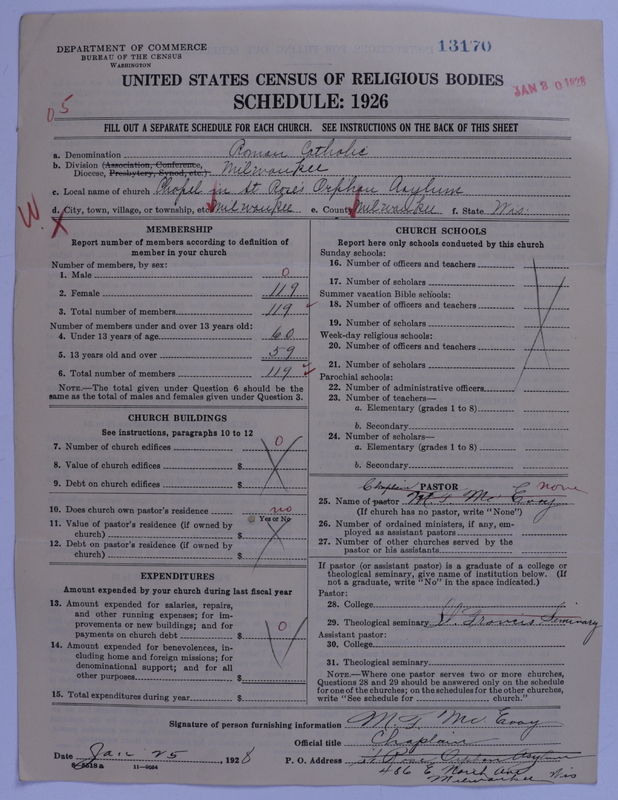 DEPARTMENT OF COMMERCE
BUREAU OF THE CENSUS
WASHINGTON
13170
UNITED STATES CENSUS OF RELIGIOUS BODIES
JAN 30 1928
SCHEDULE: 1926
05
FILL OUT A SEPARATE SCHEDULE FOR EACH CHURCH. SEE INSTRUCTIONS ON THE BACK OF THIS SHEET
a. Denomination Roman Catholic
b. Division (Association, Conference, Diocese, Presbytery, Synod, etc.) Milwaukee
c. Local name of church Chapel in St Rose's Orphan Asylum
d. City, town, village, or township, etc. Milwaukee e. County Milwaukee f. State Wis
W. X
MEMBERSHIP
Report number of members according to definition of
member in your church
Number of members, by sex:
1. Male 0
2. Female 119
3. Total number of members 119
Number of members under and over 13 years old:
4. Under 13 years of age 60
5. 13 years old and over 59
6. Total number of members 119
NOTE.—The total given under Question 6 should be the
same as the total of males and females given under Question 3.
CHURCH BUILDINGS
See instructions, paragraphs 10 to 12
7. Number of church edifices 0
8. Value of church edifices $
9. Debt on church edifices $
10. Does church own pastor's residence no
Yes or No
11. Value of pastor's residence (if owned by
church) $
12. Debt on pastor's residence (if owned by
church) $
EXPENDITURES
Amount expended by your church during last fiscal year
13. Amount expended for salaries, repairs,
and other running expenses; for im-
provements or new buildings; and for
payments on church debt $ 0
14. Amount expended for benevolences, in-
cluding home and foreign missions; for
denominational support; and for all
other purposes $
15. Total expenditures during year $
CHURCH SCHOOLS
Report here only schools conducted by this church
Sunday schools:
16. Number of officers and teachers
17. Number of scholars
Summer vacation Bible schools:
18. Number of officers and teachers
19. Number of scholars
Week-day religious schools:
20. Number of officers and teachers
21. Number of scholars
Parochial schools:
22. Number of administrative officers
23. Number of teachers—
a. Elementary (grades 1 to 8)
b. Secondary
24. Number of scholars—
a. Elementary (grades 1 to 8)
b. Secondary
Chaplain PASTOR none
25. Name of pastor M. T. Mc Evoy
(If church has no pastor, write "None")
26. Number of ordained ministers, if any, em-
ployed as assistant pastors
27. Number of other churches served by the
pastor or his assistants
If pastor (or assistant pastor) is a graduate of a college or
theological seminary, give name of institution below. (If
not a graduate, write "No" in the space indicated.)
Pastor:
28. College
29. Theological seminary St. Francis Seminary
Assistant pastor:
30. College
31. Theological seminary
NOTE.—Where one pastor serves two or more churches,
Questions 28 and 29 should be answered only on the schedule
for one of the churches; on the schedules for the other churches,
write "See schedule for church."
Signature of person furnishing information M T Mc Evoy
Official title Chaplain
Date Jan 25, 1928 P. O. Address St Rose Orphan Asylum
8-5518a 11-9084 486 E North Ave
Milwaukee Wis